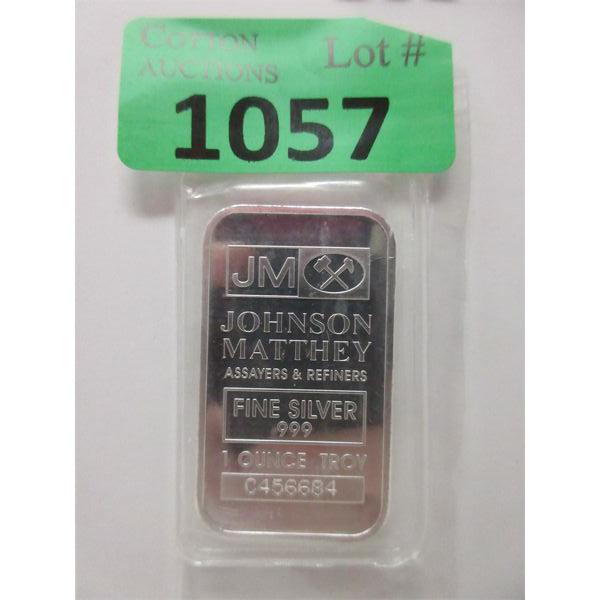 COTTON AUCTIONS
Lot #
1057
JM
JOHNSON
MATTHEY
ASSAYERS & REFINERS
FINE SILVER
999
1 OUNCE TROY
C456684